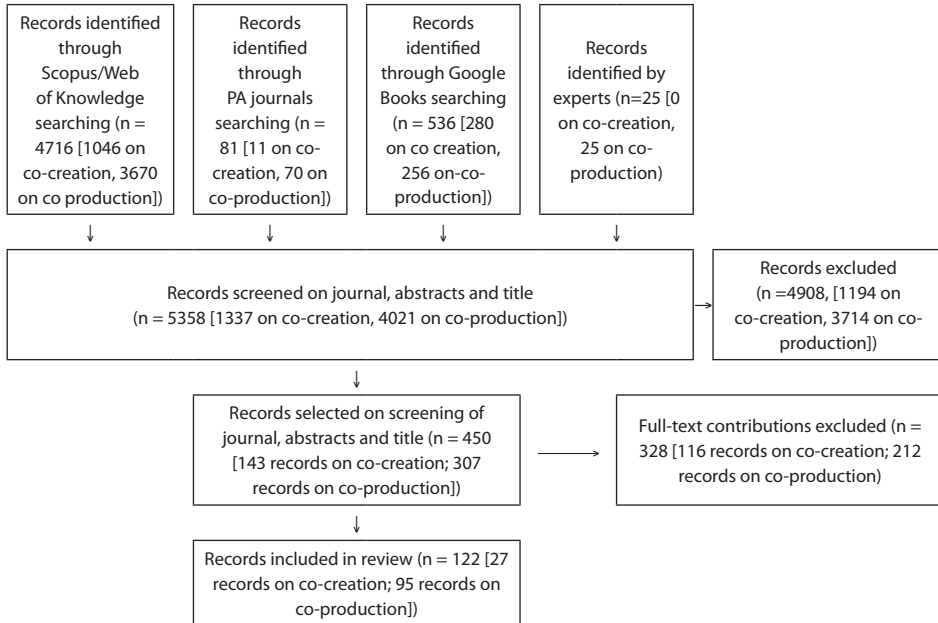 Records identified
through
Scopus/Web
of Knowledge
searching (n =
4716 [1046 on
co-creation, 3670
on co production])
Records
identified
through
PA journals
searching (n =
81 [11 on co-
creation, 70 on
co-production])
Records
identified
through Google
Books searching
(n = 536 [280
on co creation,
256 on-co-
production])
Records
identified by
experts (n=25 [0
on co-creation,
25 on co-
production)
Records screened on journal, abstracts and title
(n = 5358 [1337 on co-creation, 4021 on co-production])
Records excluded
(n =4908, [1194 on
co-creation, 3714 on co-
production])
Records selected on screening of
journal, abstracts and title (n = 450
[143 records on co-creation; 307
records on co-production])
Full-text contributions excluded (n =
328 [116 records on co-creation; 212
records on co-production)
Records included in review (n = 122 [27
records on co-creation; 95 records on
co-production])